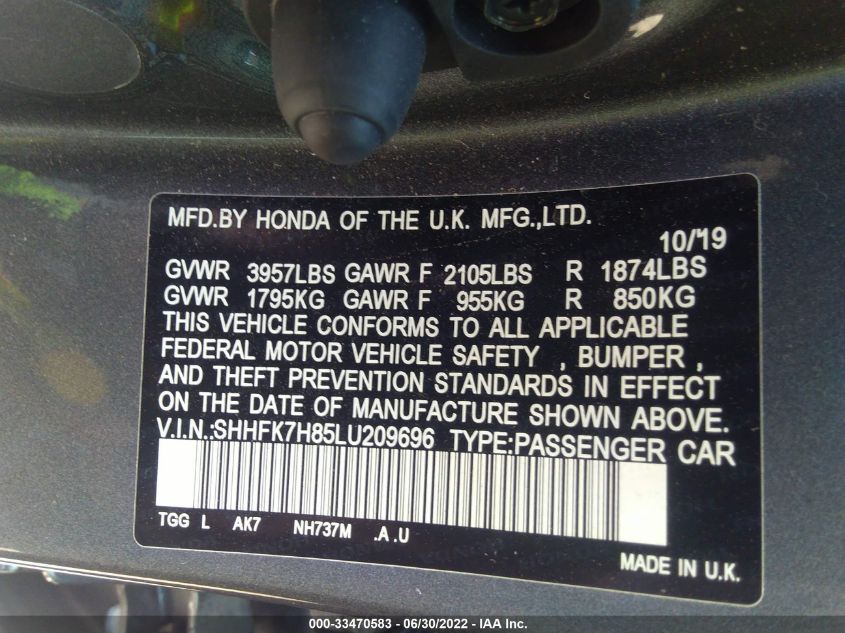 MFD.BY HONDA OF THE U.K. MFG.,LTD.
10/'19
GVWR 3957LBS GAWR F 2105LBS R 1874LBS
GVWR 1795KG GAWR F 955KG R 850KG
THIS VEHICLE CONFORMS TO ALL APPLICABLE
FEDERAL MOTOR VEHICLE SAFETY , BUMPER ,
AND THEFT PREVENTION STANDARDS IN EFFECT
ON THE DATE OF MANUFACTURE SHOWN ABOVE.
V.I.N.:SHHFK7H85LU209696 TYPE:PASSENGER CAR
TGG L AK7 NH737M .A .U
MADE IN U.K.
000-33470583 - 06/30/2022 - IAA Inc.